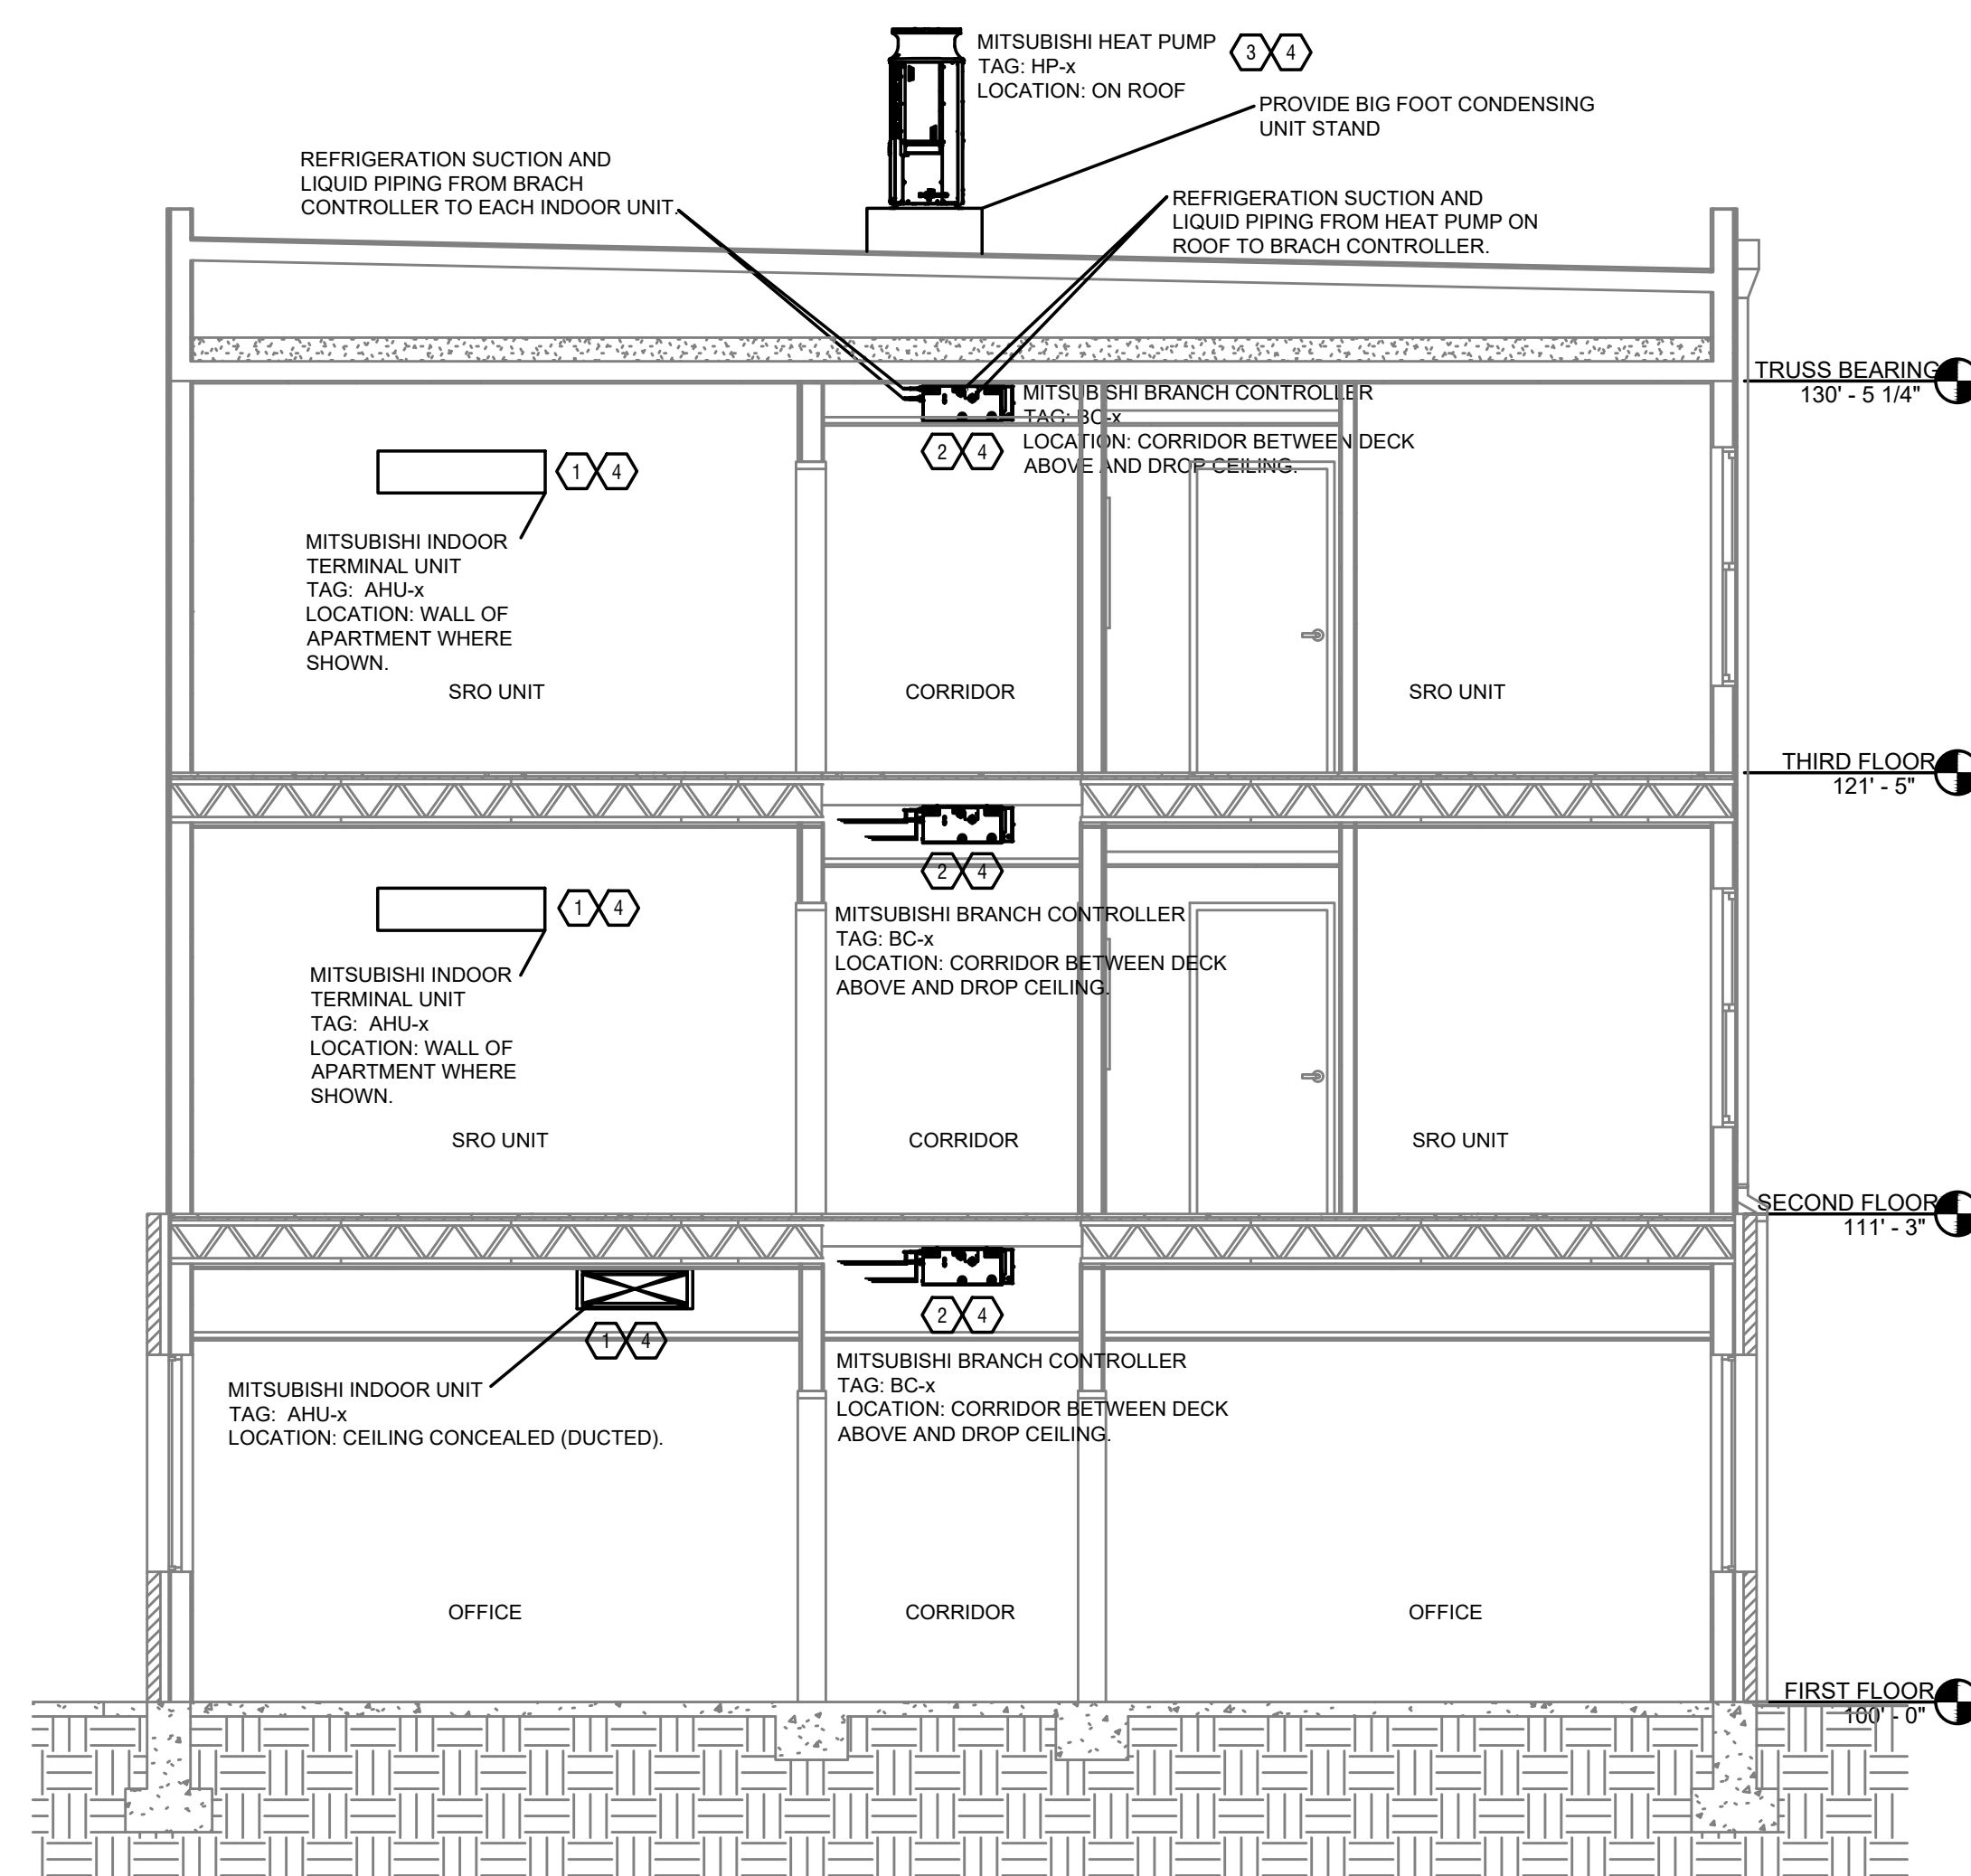 MITSUBISHI HEAT PUMP
TAG: HP-x
LOCATION: ON ROOF
3 4
PROVIDE BIG FOOT CONDENSING
UNIT STAND
REFRIGERATION SUCTION AND
LIQUID PIPING FROM BRACH
CONTROLLER TO EACH INDOOR UNIT.
REFRIGERATION SUCTION AND
LIQUID PIPING FROM HEAT PUMP ON
ROOF TO BRACH CONTROLLER.
TRUSS BEARING
130' - 5 1/4"
MITSUBISHI BRANCH CONTROLLER
TAG: BC-x
LOCATION: CORRIDOR BETWEEN DECK
ABOVE AND DROP CEILING.
2 4
1 4
MITSUBISHI INDOOR
TERMINAL UNIT
TAG: AHU-x
LOCATION: WALL OF
APARTMENT WHERE
SHOWN.
SRO UNIT
CORRIDOR
SRO UNIT
THIRD FLOOR
121' - 5"
2 4
1 4
MITSUBISHI BRANCH CONTROLLER
TAG: BC-x
LOCATION: CORRIDOR BETWEEN DECK
ABOVE AND DROP CEILING.
MITSUBISHI INDOOR
TERMINAL UNIT
TAG: AHU-x
LOCATION: WALL OF
APARTMENT WHERE
SHOWN.
SRO UNIT
CORRIDOR
SRO UNIT
SECOND FLOOR
111' - 3"
2 4
1 4
MITSUBISHI BRANCH CONTROLLER
TAG: BC-x
LOCATION: CORRIDOR BETWEEN DECK
ABOVE AND DROP CEILING.
MITSUBISHI INDOOR UNIT
TAG: AHU-x
LOCATION: CEILING CONCEALED (DUCTED).
OFFICE
CORRIDOR
OFFICE
FIRST FLOOR
100' - 0"